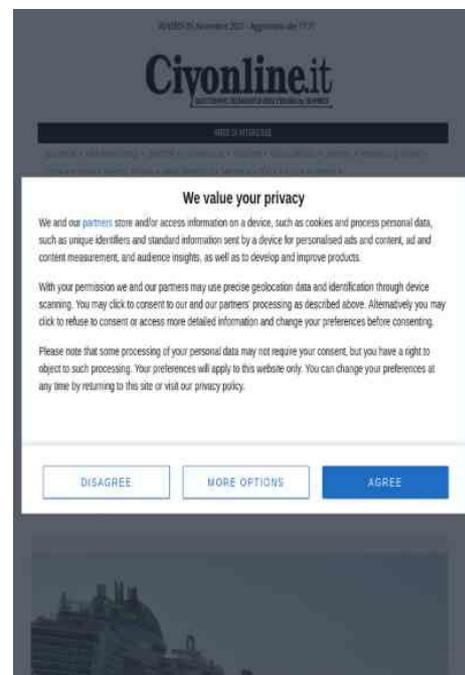 Civonline.it
We value your privacy
We and our partners store and/or access information on a device, such as cookies and process personal data,
such as unique identifiers and standard information sent by a device for personalised ads and content, ad and
content measurement, and audience insights, as well as to develop and improve products.
With your permission we and our partners may use precise geolocation data and identification through device
scanning. You may click to consent to our and our partners' processing as described above. Alternatively you may
click to refuse to consent or access more detailed information and change your preferences before consenting.
Please note that some processing of your personal data may not require your consent, but you have a right to
object to such processing. Your preferences will apply to this website only. You can change your preferences at
any time by returning to this site or visit our privacy policy.
DISAGREE
MORE OPTIONS
AGREE